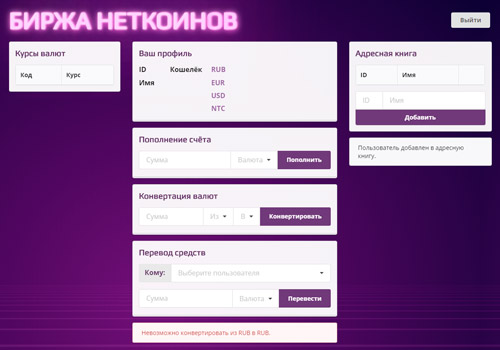 БИРЖА НЕТКОИНОВ
Выйти
Курсы валют
Код Курс
Ваш профиль
ID Кошелёк RUB
Имя EUR
USD
NTC
Пополнение счёта
Сумма Валюта Пополнить
Конвертация валют
Сумма Из В Конвертировать
Перевод средств
Кому: Выберите пользователя
Сумма Валюта Перевести
Невозможно конвертировать из RUB в RUB.
Адресная книга
ID Имя
ID Имя
Добавить
Пользователь добавлен в адресную
книгу.